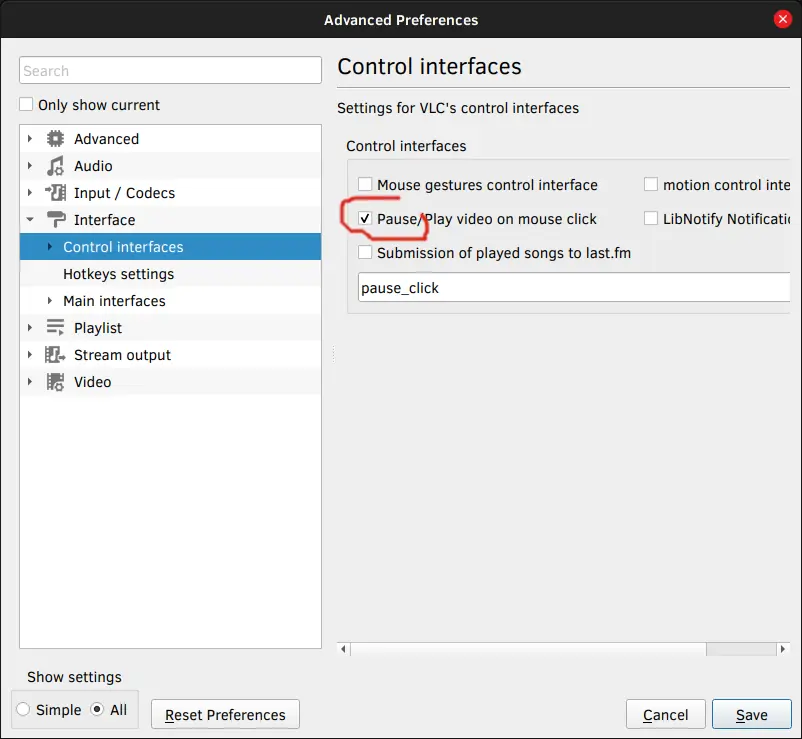 Advanced Preferences
Search
Only show current
Advanced
Audio
Input / Codecs
Interface
Control interfaces
Hotkeys settings
Main interfaces
Playlist
Stream output
Video
Control interfaces
Settings for VLC's control interfaces
Control interfaces
Mouse gestures control interface
motion control inte
Pause/Play video on mouse click
LibNotify Notificatio
Submission of played songs to last.fm
pause_click
Show settings
Simple
All
Reset Preferences
Cancel
Save